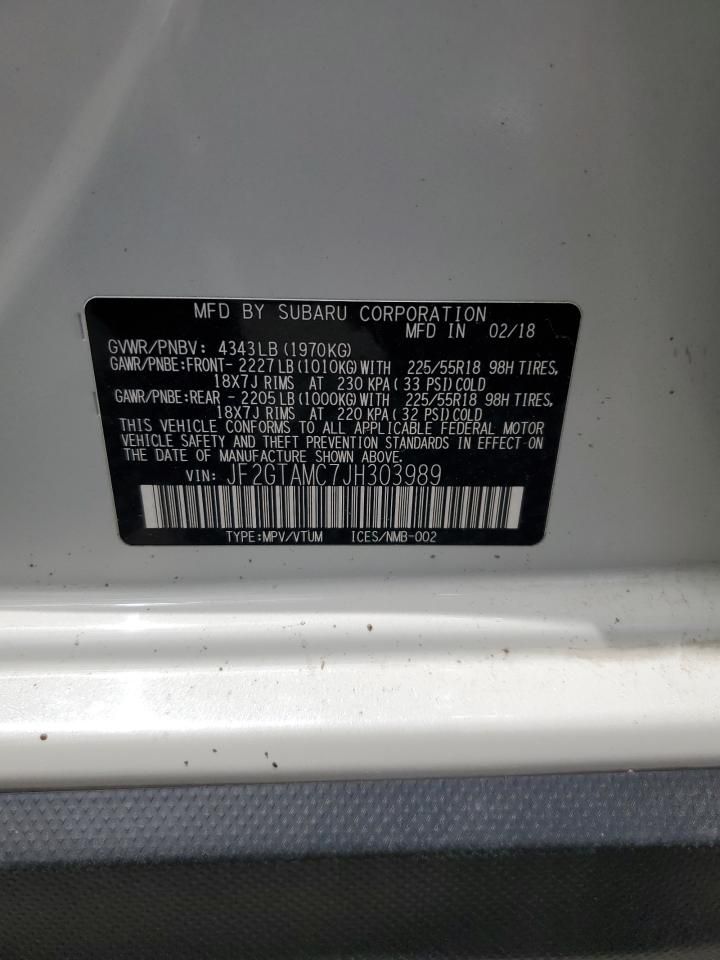 MFD BY SUBARU CORPORATION
MFD IN 02/18
GVWR/PNBV: 4343LB (1970KG)
GAWR/PNBE:FRONT- 2227LB (1010KG) WITH 225/55R18 98H TIRES,
18X7J RIMS AT 230 KPA ( 33 PSI) COLD
GAWR/PNBE:REAR - 2205LB (1000KG) WITH 225/55R18 98H TIRES,
18X7J RIMS AT 220 KPA ( 32 PSI) COLD
THIS VEHICLE CONFORMS TO ALL APPLICABLE FEDERAL MOTOR
VEHICLE SAFETY AND THEFT PREVENTION STANDARDS IN EFFECT ON
THE DATE OF MANUFACTURE SHOWN ABOVE.
VIN: JF2GTAMC7JH303989
TYPE:MPV/VTUM ICES/NMB-002